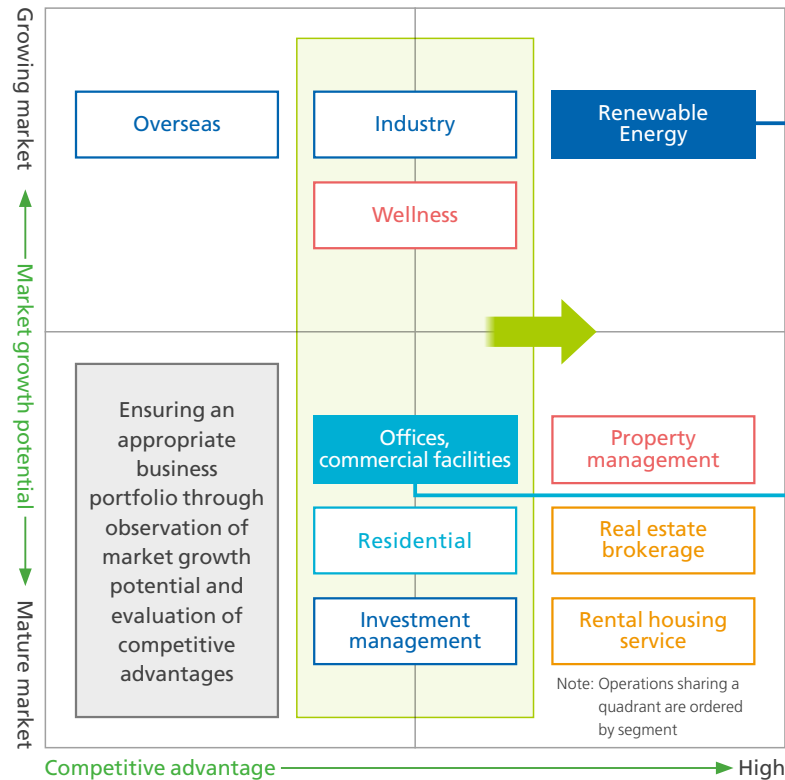 Growing market
Market growth potential
Mature market
Overseas
Industry
Renewable
Energy
Wellness
Ensuring an
appropriate
business
portfolio through
observation of
market growth
potential and
evaluation of
competitive
advantages
Offices,
commercial facilities
Property
management
Residential
Real estate
brokerage
Investment
management
Rental housing
service
Note: Operations sharing a
quadrant are ordered
by segment
Competitive advantage
High